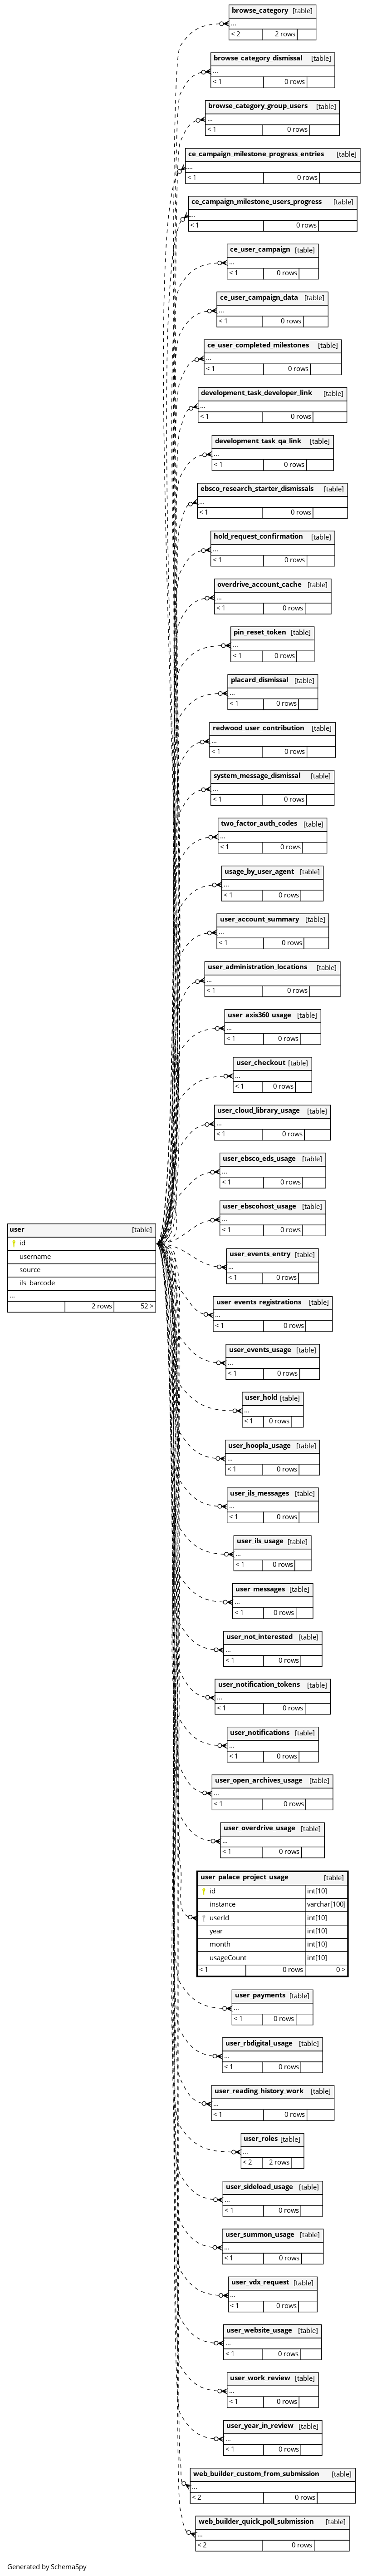 browse_category [table]
...
< 2 2 rows
browse_category_dismissal [table]
...
< 1 0 rows
browse_category_group_users [table]
...
< 1 0 rows
ce_campaign_milestone_progress_entries [table]
...
< 1 0 rows
ce_campaign_milestone_users_progress [table]
...
< 1 0 rows
ce_user_campaign [table]
...
< 1 0 rows
ce_user_campaign_data [table]
...
< 1 0 rows
ce_user_completed_milestones [table]
...
< 1 0 rows
development_task_developer_link [table]
...
< 1 0 rows
development_task_qa_link [table]
...
< 1 0 rows
ebsco_research_starter_dismissals [table]
...
< 1 0 rows
hold_request_confirmation [table]
...
< 1 0 rows
overdrive_account_cache [table]
...
< 1 0 rows
pin_reset_token [table]
...
< 1 0 rows
placard_dismissal [table]
...
< 1 0 rows
redwood_user_contribution [table]
...
< 1 0 rows
system_message_dismissal [table]
...
< 1 0 rows
two_factor_auth_codes [table]
...
< 1 0 rows
usage_by_user_agent [table]
...
< 1 0 rows
user_account_summary [table]
...
< 1 0 rows
user_administration_locations [table]
...
< 1 0 rows
user_axis360_usage [table]
...
< 1 0 rows
user_checkout [table]
...
< 1 0 rows
user_cloud_library_usage [table]
...
< 1 0 rows
user_ebsco_eds_usage [table]
...
< 1 0 rows
user_ebscohost_usage [table]
...
< 1 0 rows
user [table]
id
username
source
ils_barcode
...
2 rows 52 >
user_events_entry [table]
...
< 1 0 rows
user_events_registrations [table]
...
< 1 0 rows
user_events_usage [table]
...
< 1 0 rows
user_hold [table]
...
< 1 0 rows
user_hoopla_usage [table]
...
< 1 0 rows
user_ils_messages [table]
...
< 1 0 rows
user_ils_usage [table]
...
< 1 0 rows
user_messages [table]
...
< 1 0 rows
user_not_interested [table]
...
< 1 0 rows
user_notification_tokens [table]
...
< 1 0 rows
user_notifications [table]
...
< 1 0 rows
user_open_archives_usage [table]
...
< 1 0 rows
user_overdrive_usage [table]
...
< 1 0 rows
user_palace_project_usage [table]
id int[10]
instance varchar[100]
userId int[10]
year int[10]
month int[10]
usageCount int[10]
< 1 0 rows 0 >
user_payments [table]
...
< 1 0 rows
user_rbdigital_usage [table]
...
< 1 0 rows
user_reading_history_work [table]
...
< 1 0 rows
user_roles [table]
...
< 2 2 rows
user_sideload_usage [table]
...
< 1 0 rows
user_summon_usage [table]
...
< 1 0 rows
user_vdx_request [table]
...
< 1 0 rows
user_website_usage [table]
...
< 1 0 rows
user_work_review [table]
...
< 1 0 rows
user_year_in_review [table]
...
< 1 0 rows
web_builder_custom_from_submission [table]
...
< 2 0 rows
web_builder_quick_poll_submission [table]
...
< 2 0 rows
Generated by SchemaSpy